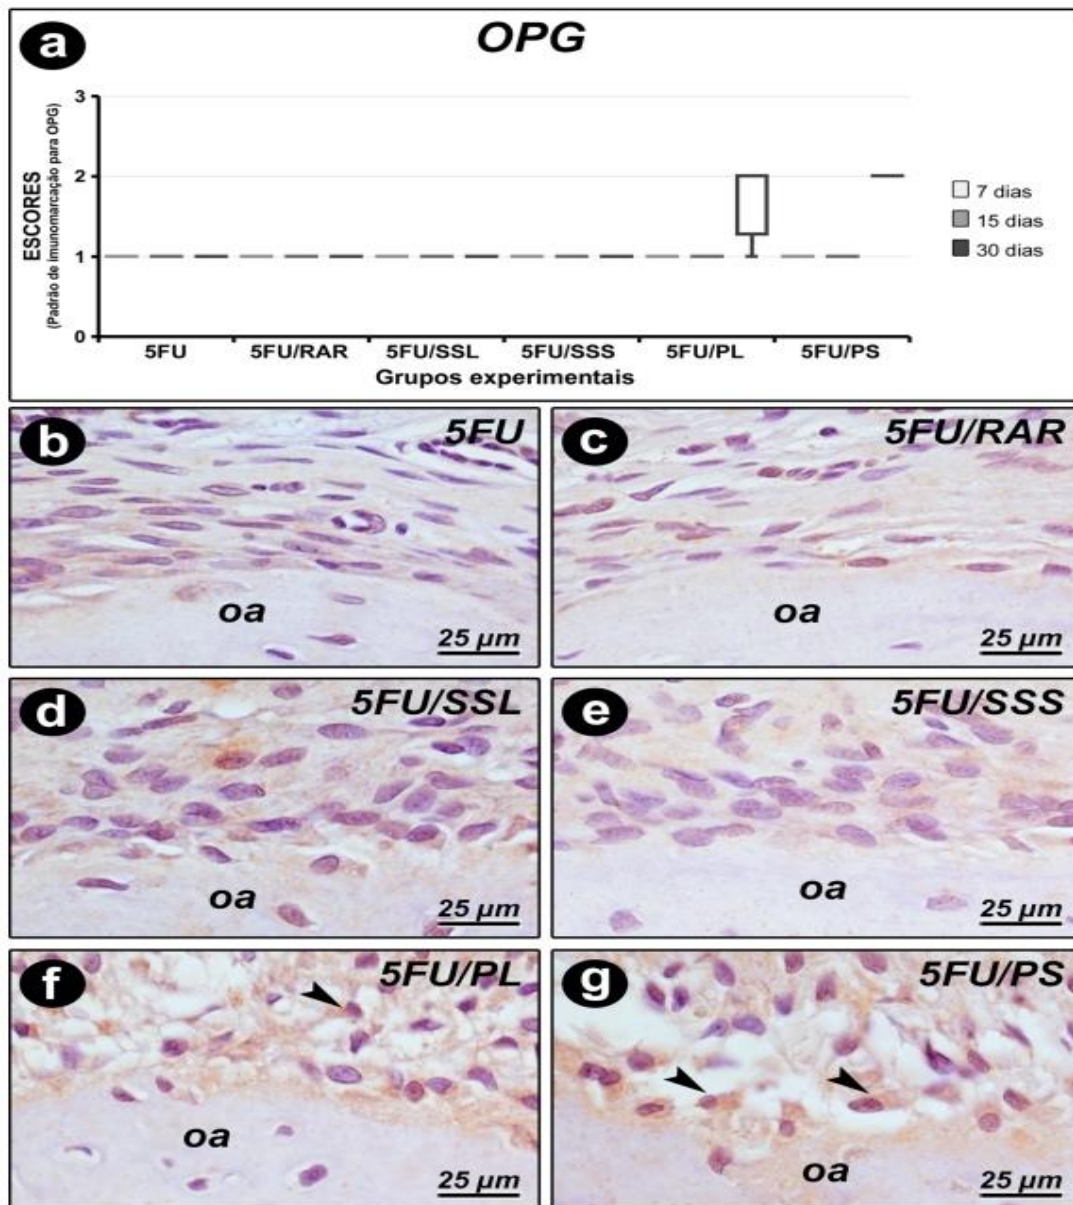 a
OPG
ESCORES
(Padrão de imunomarcação para OPG)
3
2
1
0
7 dias
15 dias
30 dias
5FU 5FU/RAR 5FU/SSL 5FU/SSS 5FU/PL 5FU/PS
Grupos experimentais
b
5FU
oa
25 µm
c
5FU/RAR
oa
25 µm
d
5FU/SSL
oa
25 µm
e
5FU/SSS
oa
25 µm
f
5FU/PL
oa
25 µm
g
5FU/PS
oa
25 µm